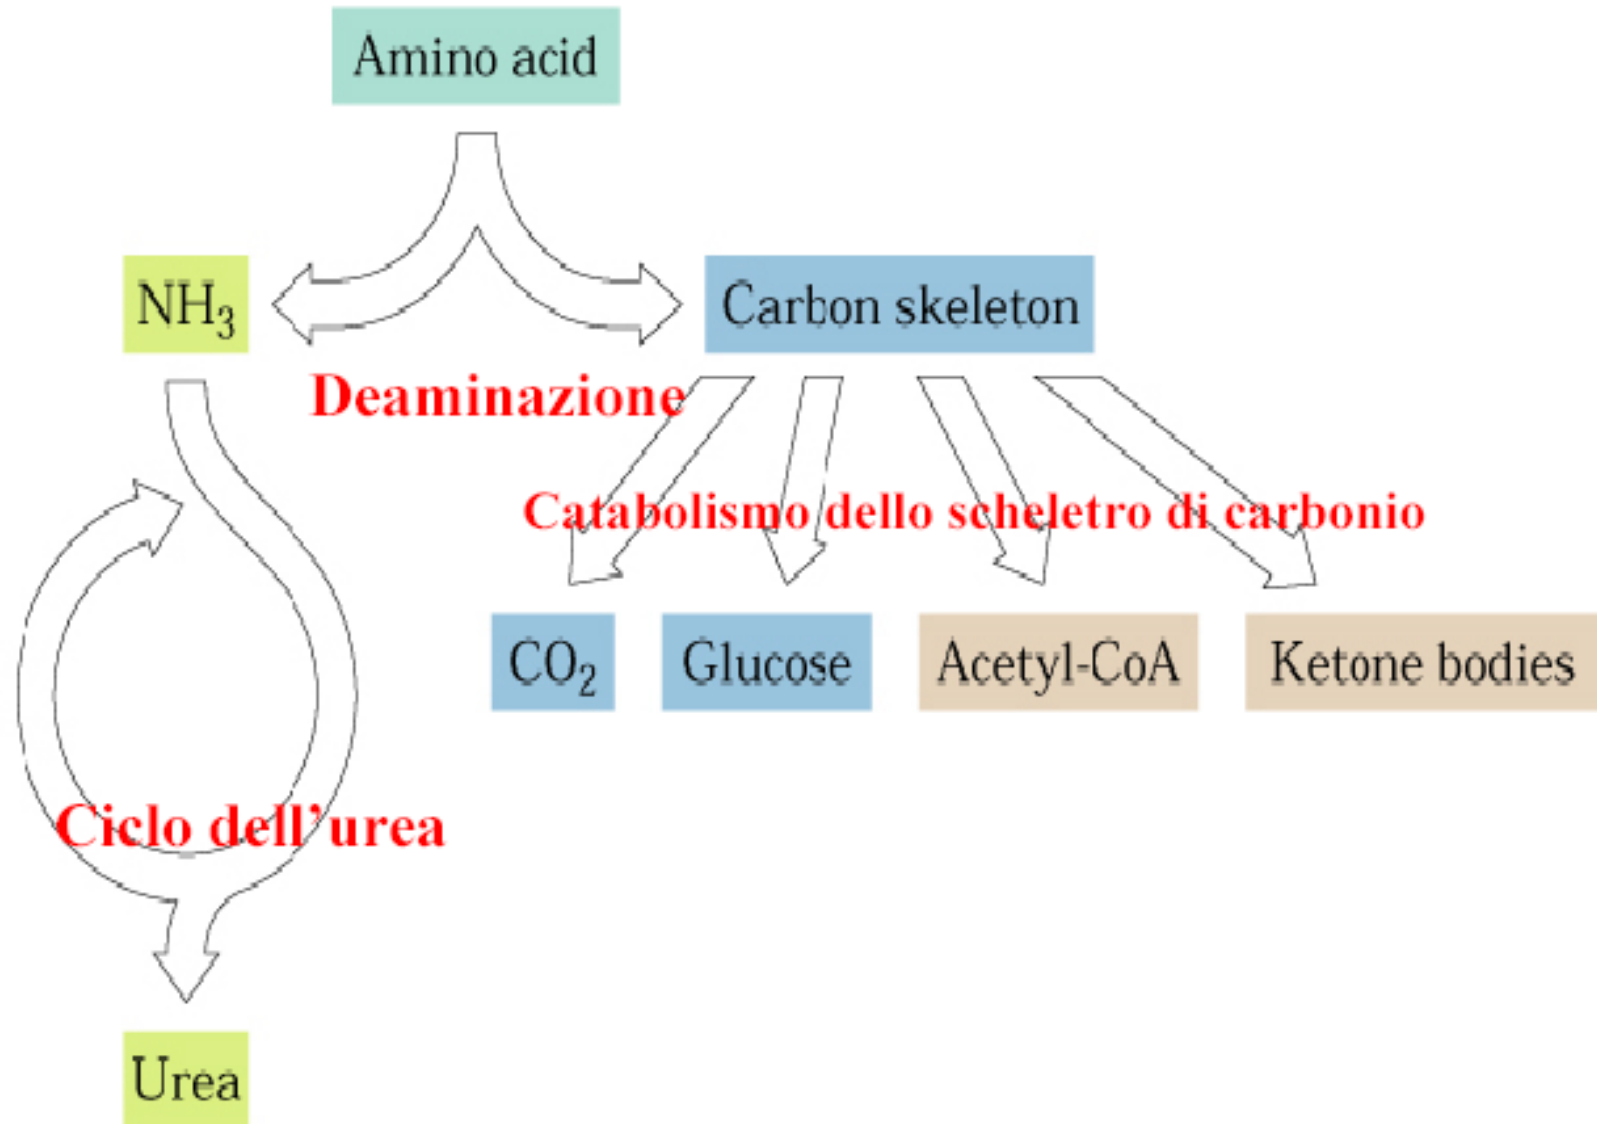 Amino acid
NH₃
Carbon skeleton
Deaminazione
Catabolismo dello scheletro di carbonio
CO₂
Glucose
Acetyl-CoA
Ketone bodies
Ciclo dell'urea
Urea